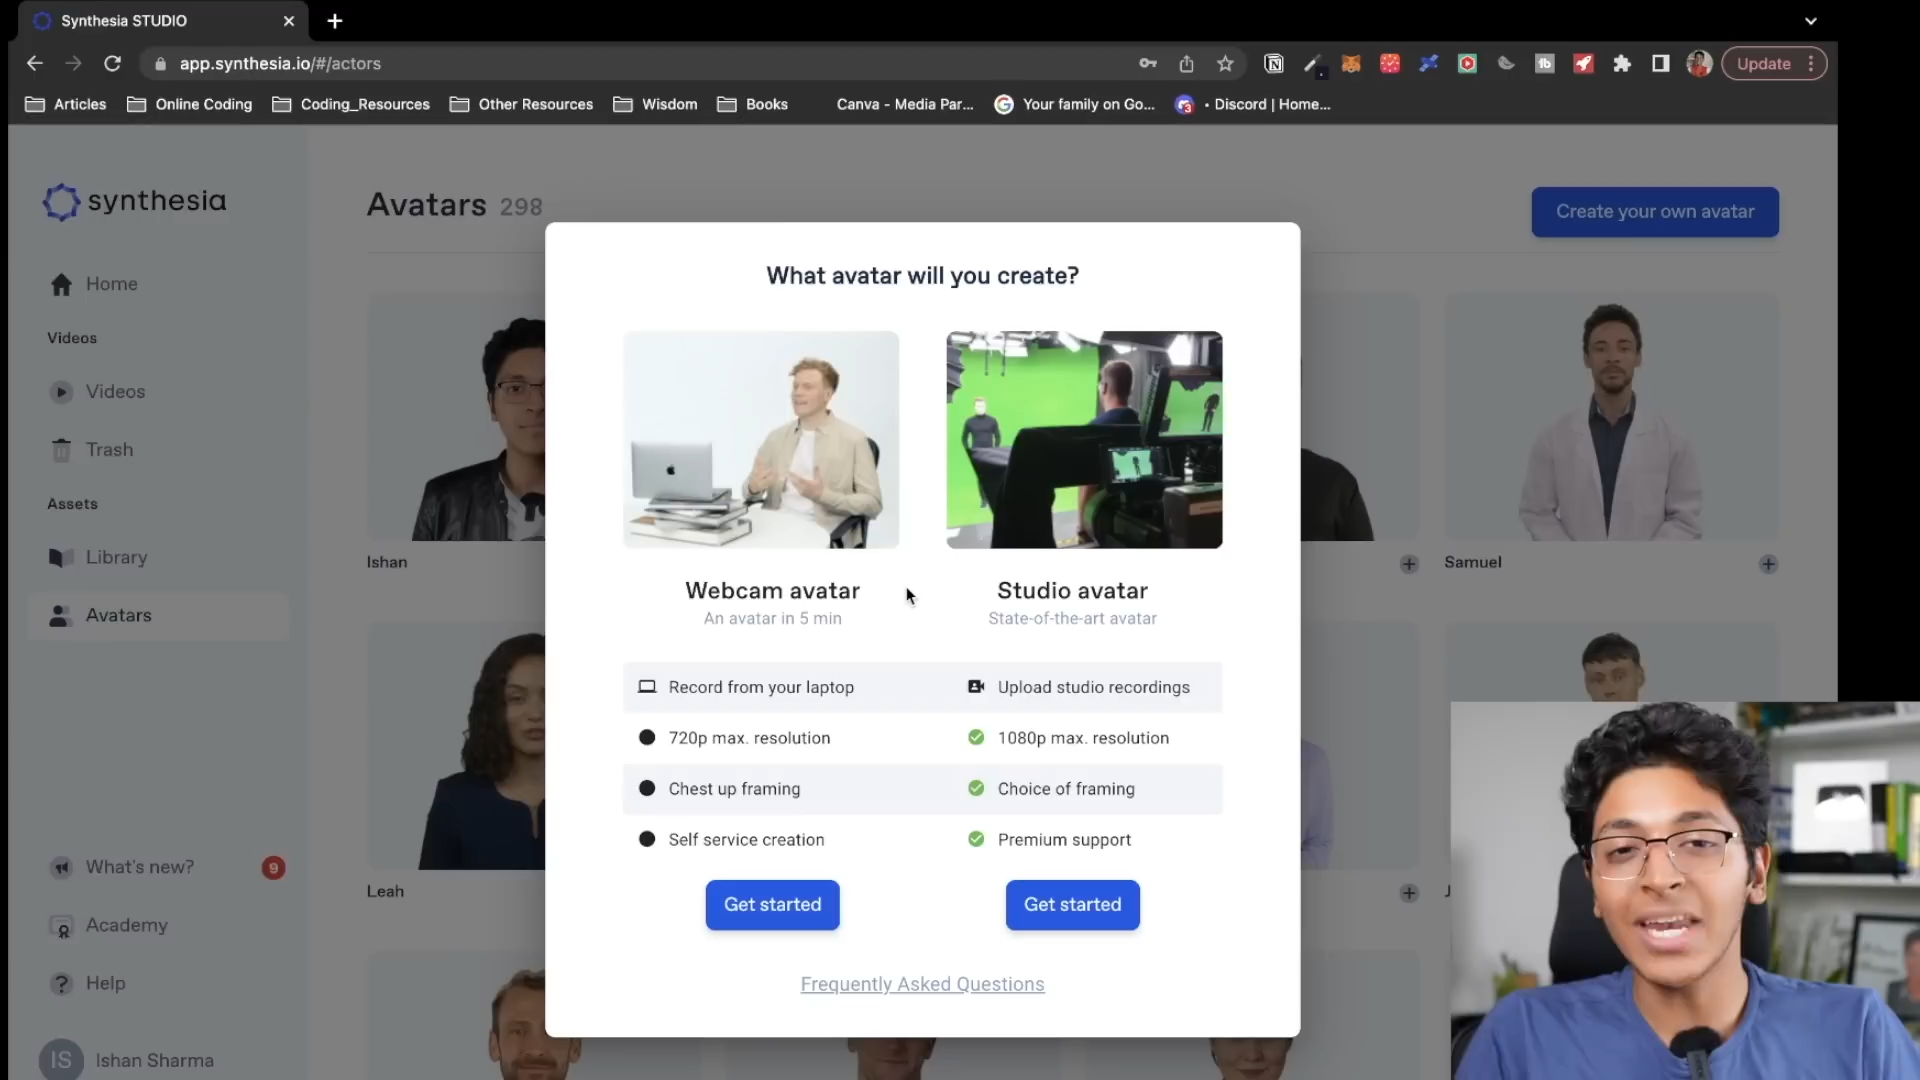 Synthesia STUDIO
app.synthesia.io/#/actors
Update
Articles
Online Coding
Coding_Resources
Other Resources
Wisdom
Books
Canva - Media Par...
Your family on Go...
• Discord | Home...
synthesia
Home
Videos
Videos
Trash
Assets
Library
Avatars
What's new?
9
Academy
Help
IS
Ishan Sharma
Avatars 298
Create your own avatar
Ishan
Samuel
Leah
J
What avatar will you create?
Webcam avatar
An avatar in 5 min
Record from your laptop
720p max. resolution
Chest up framing
Self service creation
Get started
Studio avatar
State-of-the-art avatar
Upload studio recordings
1080p max. resolution
Choice of framing
Premium support
Get started
Frequently Asked Questions